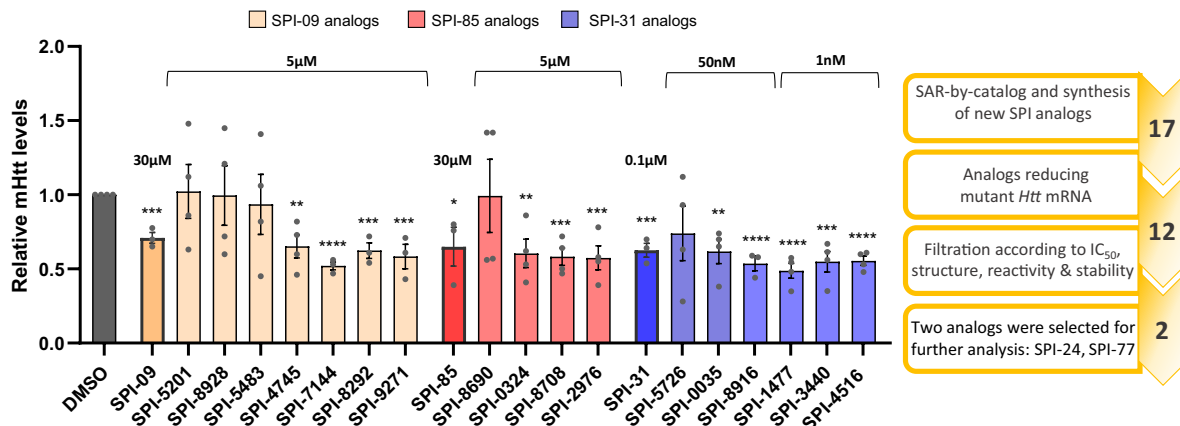 SPI-09 analogs
SPI-85 analogs
SPI-31 analogs
Relative mHtt levels
2.0
1.5
1.0
0.5
0.0
5µM
5µM
50nM
1nM
30µM
30µM
0.1µM
***
**
****
***
***
*
**
***
***
***
**
****
****
***
****
DMSO
SPI-09
SPI-5201
SPI-8928
SPI-5483
SPI-4745
SPI-7144
SPI-8292
SPI-9271
SPI-85
SPI-8690
SPI-0324
SPI-8708
SPI-2976
SPI-31
SPI-5726
SPI-0035
SPI-8916
SPI-1477
SPI-3440
SPI-4516
SAR-by-catalog and synthesis
of new SPI analogs
17
Analogs reducing
mutant Htt mRNA
12
Filtration according to IC50,
structure, reactivity & stability
Two analogs were selected for
further analysis: SPI-24, SPI-77
2